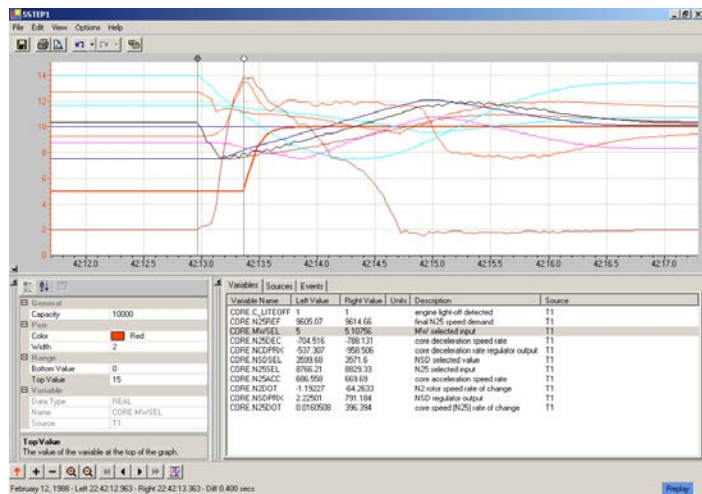 5STEP1
File Edit View Options Help
14
12
10
8
6
4
2
0
42:12.0 42:12.5 42:13.0 42:13.5 42:14.0 42:14.5 42:15.0 42:15.5 42:16.0 42:16.5 42:17.0
General
Capacity 10000
Pen
Color Red
Width 2
Range
Bottom Value 0
Top Value 15
Variable
Data Type REAL
Name CORE.MWSEL
Source T1
Top Value
The value of the variable at the top of the graph.
Variables Sources Events
Variable Name Left Value Right Value Units Description Source
CORE.C_LITEOFF 1 1 engine light-off detected T1
CORE.N25REF 9605.07 9614.66 final N25 speed demand T1
CORE.MWSEL 5 5.10756 MW selected input T1
CORE.N25DEC -704.516 -788.131 core deceleration speed rate T1
CORE.NCDPRX -537.307 -958.506 core deceleration rate regulator output T1
CORE.NSDSEL 3599.68 3571.6 NSD selected value T1
CORE.N25SEL 8766.21 8829.33 N25 selected input T1
CORE.N25ACC 686.558 669.69 core acceleration speed rate T1
CORE.N2DOT -1.19227 -64.2633 N2 rotor speed rate of change T1
CORE.NSDPRX 2.22501 791.184 NSD regulator output T1
CORE.N25DOT 0.0160508 396.394 core speed (N25) rate of change T1
February 12, 1988 - Left 22:42:12.963 - Right 22:42:13.363 - Diff 0.400 secs
Replay